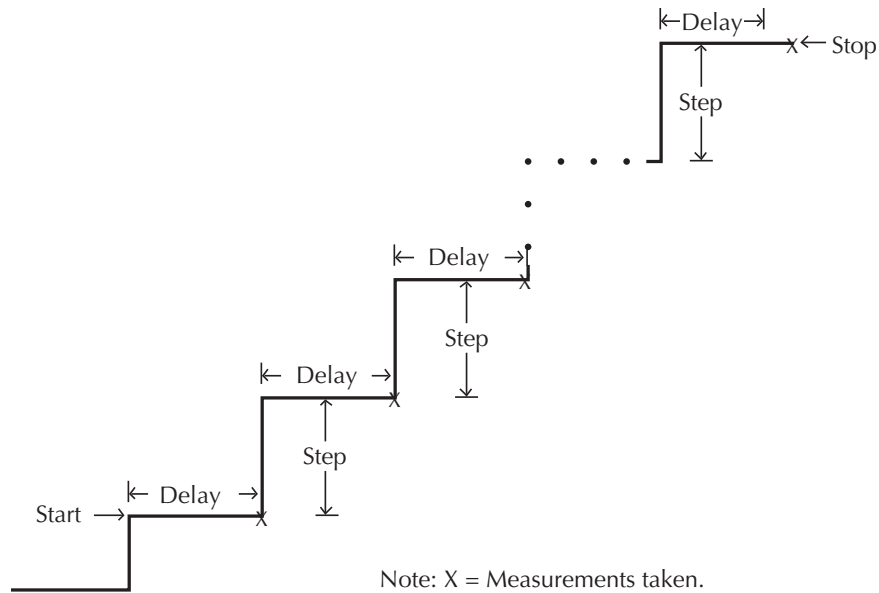 Delay
X
Stop
Step
Delay
X
Step
Delay
X
Step
Delay
Start
X
Note: X = Measurements taken.